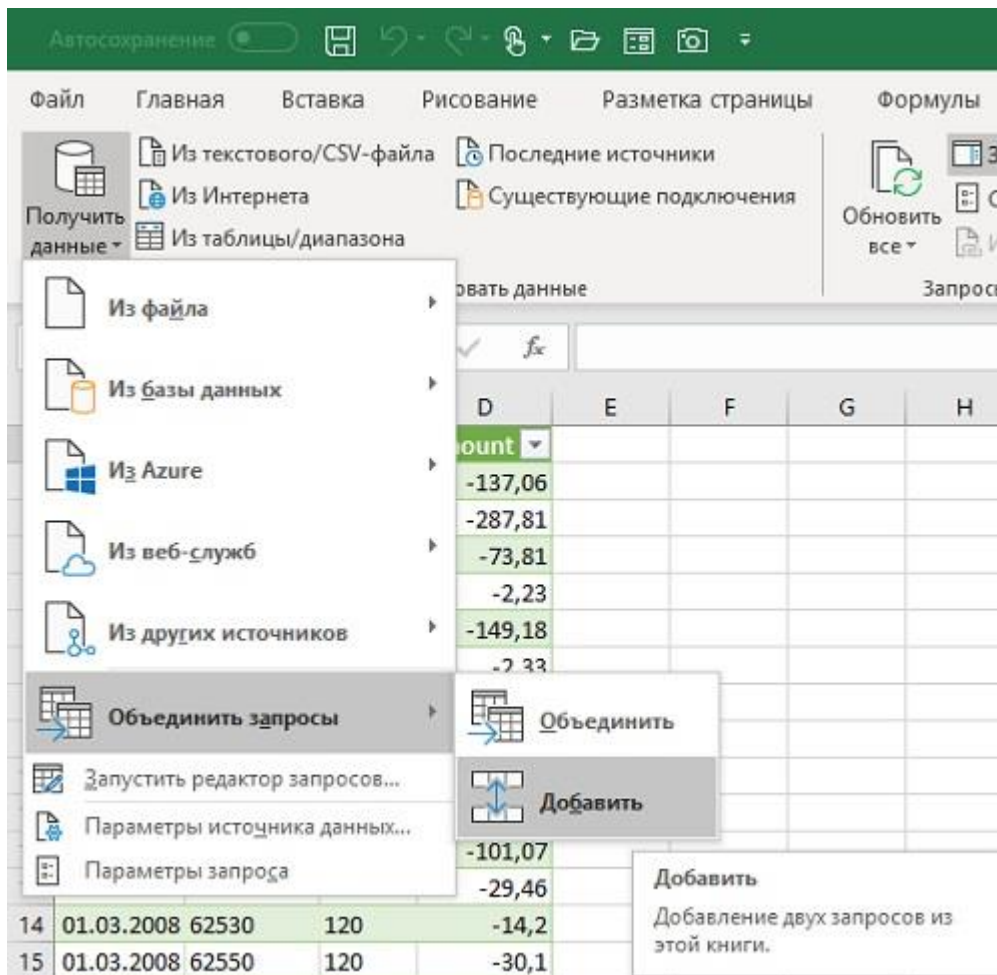 Автосохранение
Файл Главная Вставка Рисование Разметка страницы Формулы
Из текстового/CSV-файла Последние источники
Из Интернета Существующие подключения
Получить данные Из таблицы/диапазона
Обновить все
овать данные
Запрос
Из файла
Из базы данных
Из Azure
Из веб-служб
Из других источников
Объединить запросы
Запустить редактор запросов...
Параметры источника данных...
Параметры запроса
Объединить
Добавить
fx
D E F G H
ount
-137,06
-287,81
-73,81
-2,23
-149,18
-2,33
-101,07
-29,46
14 01.03.2008 62530 120 -14,2
15 01.03.2008 62550 120 -30,1
Добавить
Добавление двух запросов из
этой книги.